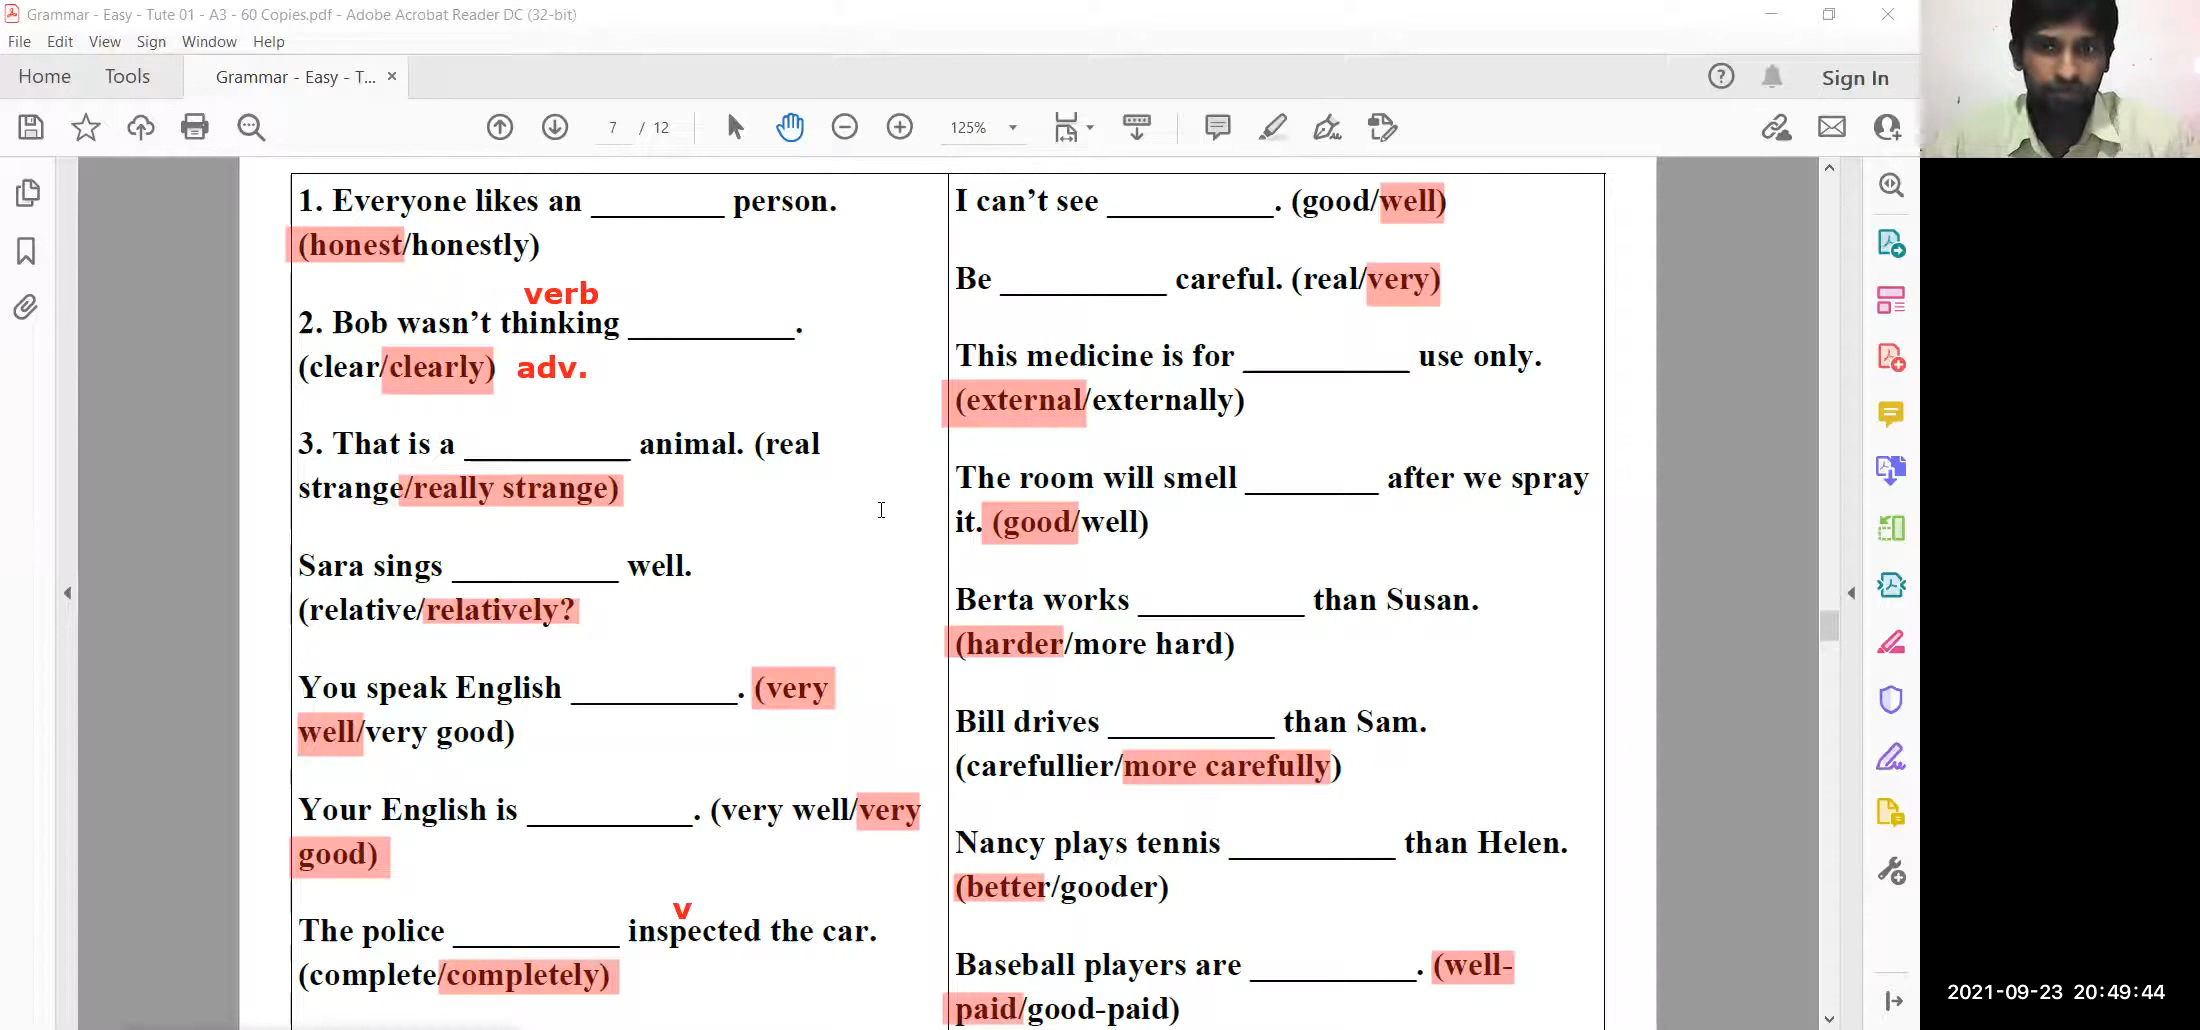 Grammar - Easy - Tute 01 - A3 - 60 Copies.pdf - Adobe Acrobat Reader DC (32-bit)
File Edit View Sign Window Help
Home Tools Grammar - Easy - T... × Sign In
7 / 12 125%
1. Everyone likes an ________ person.
(honest/honestly)
verb
2. Bob wasn’t thinking __________.
(clear/clearly) adv.
3. That is a __________ animal. (real
strange/really strange)
Sara sings __________ well.
(relative/relatively?
You speak English __________. (very
well/very good)
Your English is __________. (very well/very
good)
v
The police __________ inspected the car.
(complete/completely)
I can’t see __________. (good/well)
Be __________ careful. (real/very)
This medicine is for __________ use only.
(external/externally)
The room will smell ________ after we spray
it. (good/well)
Berta works __________ than Susan.
(harder/more hard)
Bill drives __________ than Sam.
(carefullier/more carefully)
Nancy plays tennis __________ than Helen.
(better/gooder)
Baseball players are __________. (well-
paid/good-paid)
2021-09-23 20:49:44